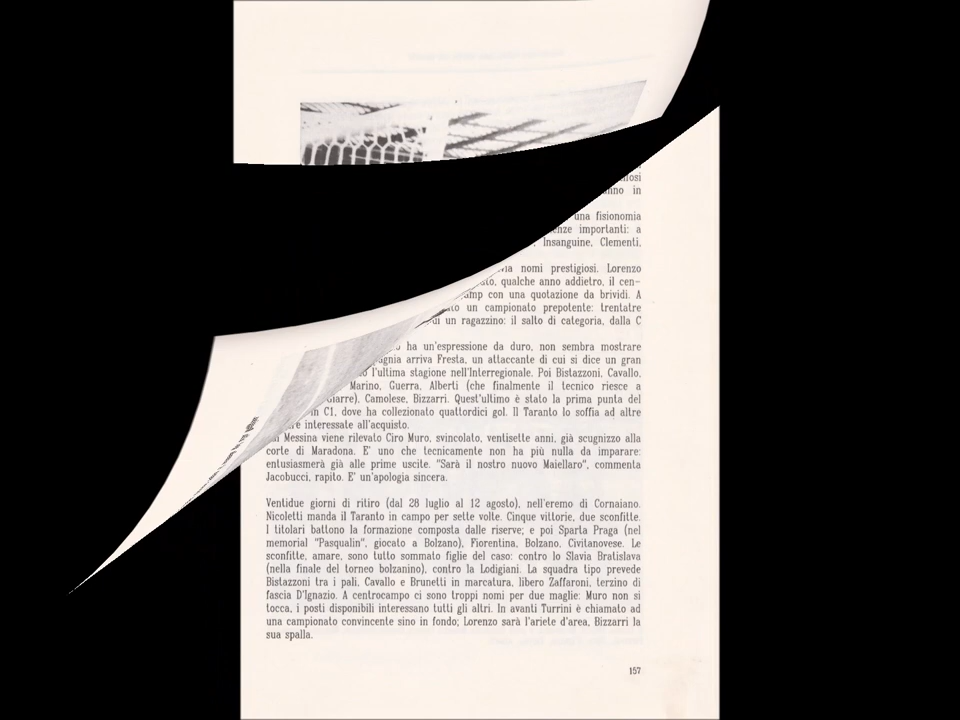 in
una fisionomia
importanti: a
Insanguine, Clementi,
nomi prestigiosi. Lorenzo
qualche anno addietro, il cen-
con una quotazione da brividi. A
un campionato prepotente: trentatre
di un ragazzino: il salto di categoria, dalla C
ha un'espressione da duro, non sembra mostrare
arriva Fresta, un attaccante di cui si dice un gran
l'ultima stagione nell'Interregionale. Poi Bistazzoni, Cavallo,
Marino, Guerra, Alberti (che finalmente il tecnico riesce a
Giarre), Camolese, Bizzarri. Quest'ultimo è stato la prima punta del
in C1, dove ha collezionato quattordici gol. Il Taranto lo soffia ad altre
interessate all'acquisto.
Messina viene rilevato Ciro Muro, svincolato, ventisette anni, già scugnizzo alla
corte di Maradona. E' uno che tecnicamente non ha più nulla da imparare:
entusiasmerà già alle prime uscite. "Sarà il nostro nuovo Maiellaro", commenta
Jacobucci, rapito. E' un'apologia sincera.
Ventidue giorni di ritiro (dal 28 luglio al 12 agosto), nell'eremo di Cornaiano.
Nicoletti manda il Taranto in campo per sette volte. Cinque vittorie, due sconfitte.
I titolari battono la formazione composta dalle riserve; e poi Sparta Praga (nel
memorial "Pasqualin", giocato a Bolzano), Fiorentina, Bolzano, Civitanovese. Le
sconfitte, amare, sono tutto sommato figlie del caso: contro lo Slavia Bratislava
(nella finale del torneo bolzanino), contro la Lodigiani. La squadra tipo prevede
Bistazzoni tra i pali, Cavallo e Brunetti in marcatura, libero Zaffaroni, terzino di
fascia D'Ignazio. A centrocampo ci sono troppi nomi per due maglie: Muro non si
tocca, i posti disponibili interessano tutti gli altri. In avanti Turrini è chiamato ad
una campionato convincente sino in fondo; Lorenzo sarà l'ariete d'area, Bizzarri la
sua spalla.
157